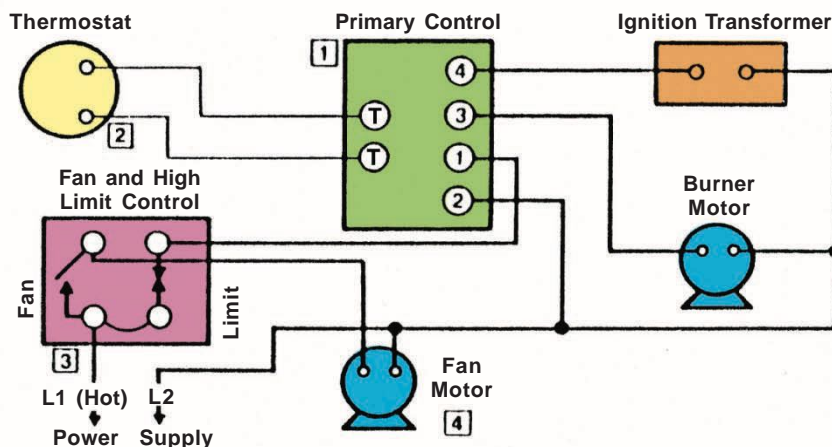 Thermostat
Primary Control
Ignition Transformer
1
4
T
3
2
T
1
2
Fan and High
Limit Control
Burner
Motor
Fan
Limit
3
L1 (Hot)
L2
Power
Supply
Fan
Motor
4